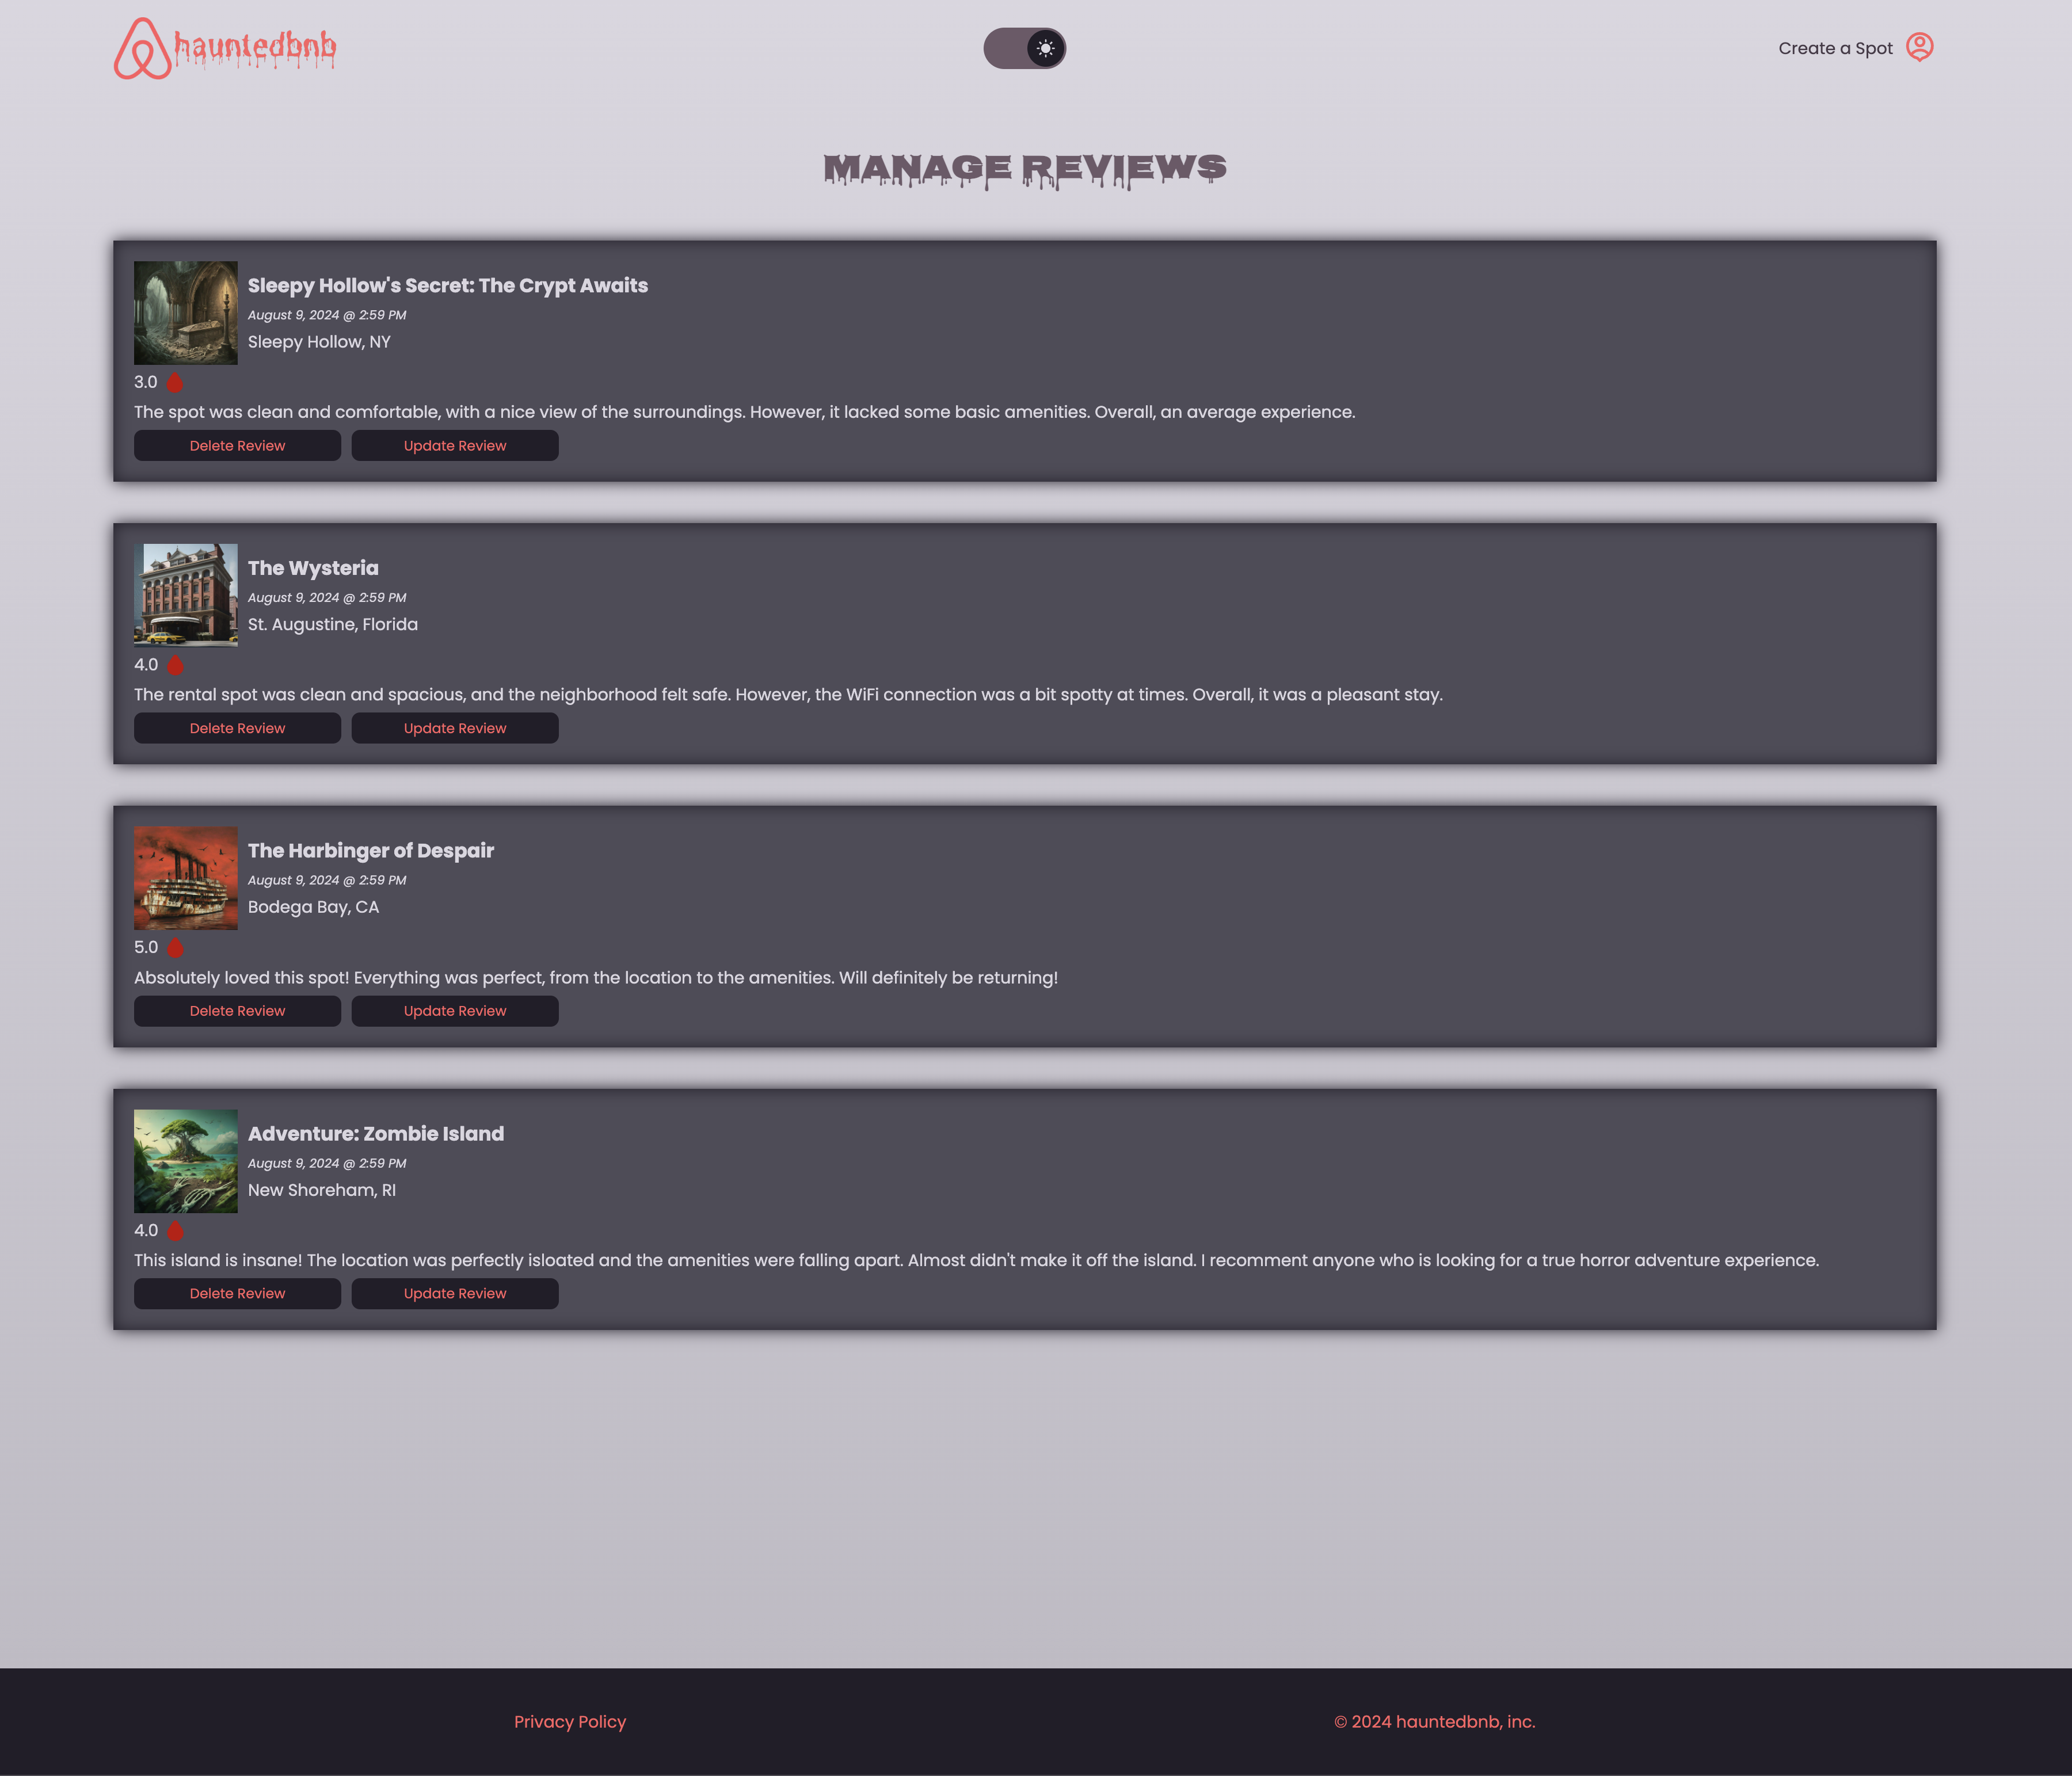 hauntedbnb
Create a Spot
MANAGE REVIEWS
Sleepy Hollow's Secret: The Crypt Awaits
August 9, 2024 @ 2:59 PM
Sleepy Hollow, NY
3.0
The spot was clean and comfortable, with a nice view of the surroundings. However, it lacked some basic amenities. Overall, an average experience.
Delete Review Update Review
The Wysteria
August 9, 2024 @ 2:59 PM
St. Augustine, Florida
4.0
The rental spot was clean and spacious, and the neighborhood felt safe. However, the WiFi connection was a bit spotty at times. Overall, it was a pleasant stay.
Delete Review Update Review
The Harbinger of Despair
August 9, 2024 @ 2:59 PM
Bodega Bay, CA
5.0
Absolutely loved this spot! Everything was perfect, from the location to the amenities. Will definitely be returning!
Delete Review Update Review
Adventure: Zombie Island
August 9, 2024 @ 2:59 PM
New Shoreham, RI
4.0
This island is insane! The location was perfectly isloated and the amenities were falling apart. Almost didn't make it off the island. I recomment anyone who is looking for a true horror adventure experience.
Delete Review Update Review
Privacy Policy
© 2024 hauntedbnb, inc.